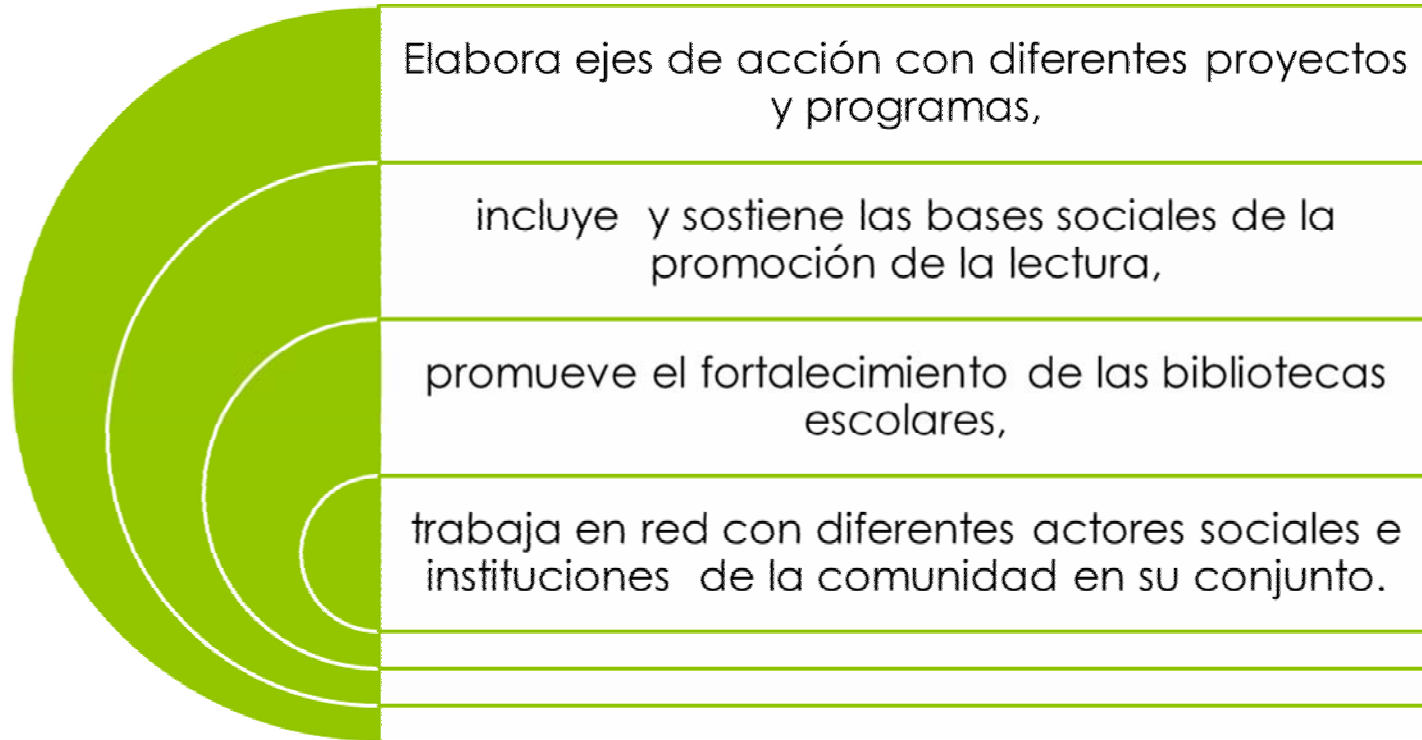 Elabora ejes de acción con diferentes proyectos
y programas,
incluye y sostiene las bases sociales de la
promoción de la lectura,
promueve el fortalecimiento de las bibliotecas
escolares,
trabaja en red con diferentes actores sociales e
instituciones de la comunidad en su conjunto.